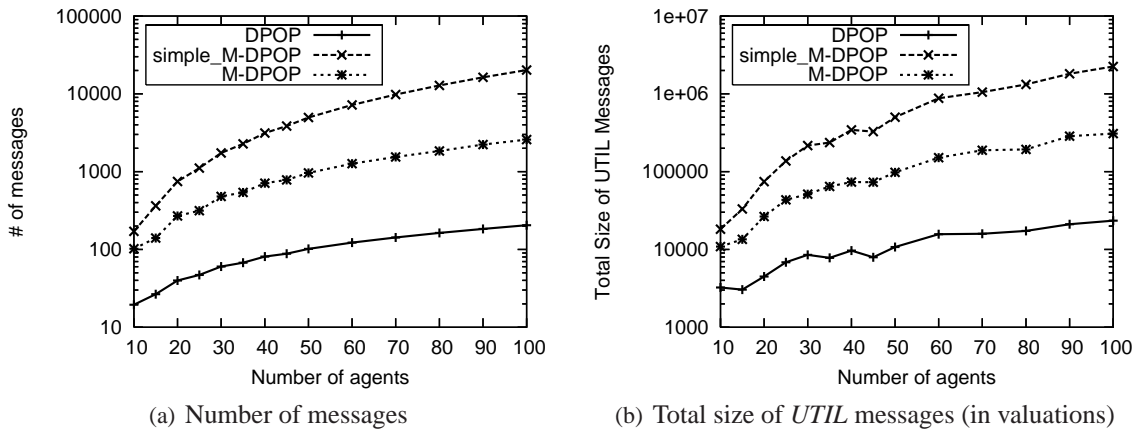 100000
10000
1000
100
10
# of messages
DPOP
simple_M-DPOP
M-DPOP
10 20 30 40 50 60 70 80 90 100
Number of agents
(a) Number of messages
1e+07
1e+06
100000
10000
1000
Total Size of UTIL Messages
DPOP
simple_M-DPOP
M-DPOP
10 20 30 40 50 60 70 80 90 100
Number of agents
(b) Total size of UTIL messages (in valuations)